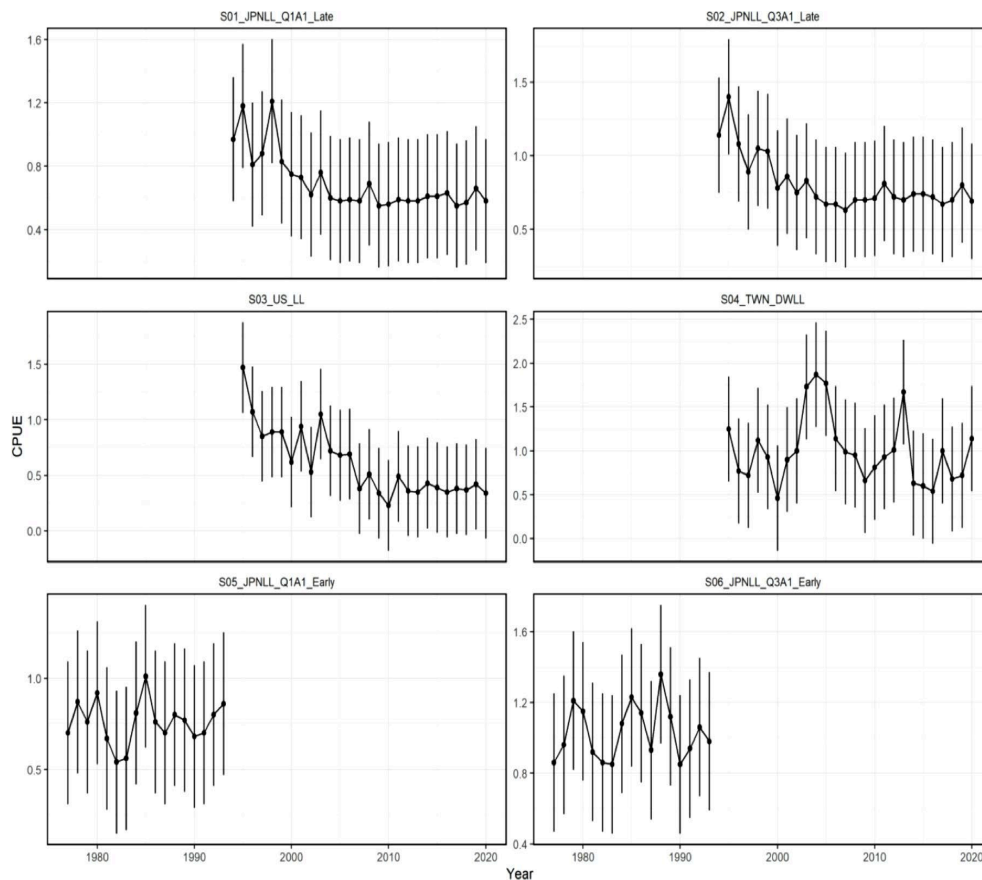 S01_JPNLL_Q1A1_Late
S02_JPNLL_Q3A1_Late
1.6
1.2
0.8
0.4
1.5
1.0
0.5
S03_US_LL
S04_TWN_DWLL
1.5
1.0
0.5
0.0
2.5
2.0
1.5
1.0
0.5
0.0
CPUE
S05_JPNLL_Q1A1_Early
S06_JPNLL_Q3A1_Early
1.0
0.5
1.6
1.2
0.8
0.4
1980 1990 2000 2010 2020
1980 1990 2000 2010 2020
Year